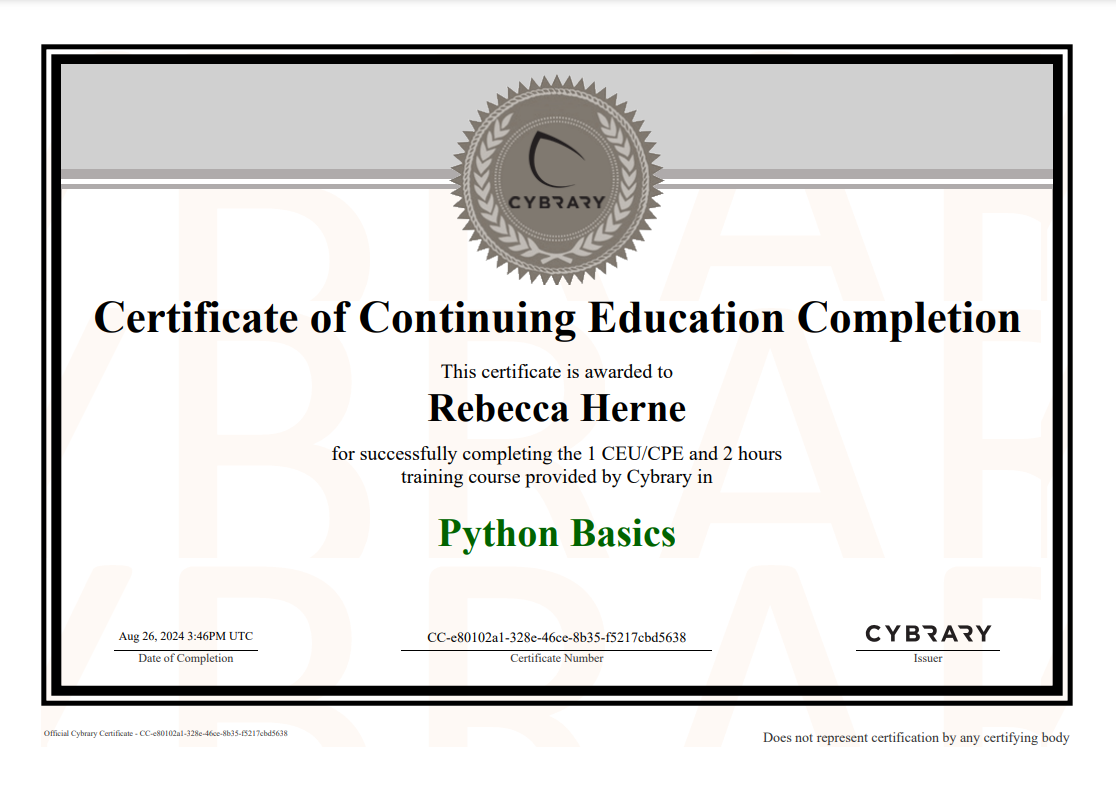 CYBRARY
Certificate of Continuing Education Completion
This certificate is awarded to
Rebecca Herne
for successfully completing the 1 CEU/CPE and 2 hours
training course provided by Cybrary in
Python Basics
Aug 26, 2024 3:46PM UTC
Date of Completion
CC-e80102a1-328e-46ce-8b35-f5217cbd5638
Certificate Number
CYBRARY
Issuer
Official Cybrary Certificate - CC-e80102a1-328e-46ce-8b35-f5217cbd5638
Does not represent certification by any certifying body